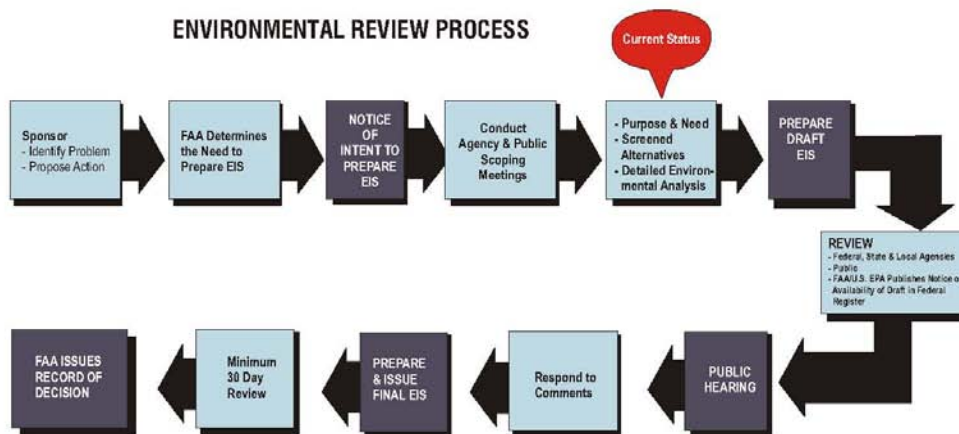 ENVIRONMENTAL REVIEW PROCESS
Current Status
Sponsor
- Identify Problem
- Propose Action
FAA Determines
the Need to
Prepare EIS
NOTICE
OF
INTENT TO
PREPARE
EIS
Conduct
Agency & Public
Scoping
Meetings
- Purpose & Need
- Screened
Alternatives
- Detailed Environ-
mental Analysis
PREPARE
DRAFT
EIS
REVIEW
- Federal, State & Local Agencies
- Public
- FAA/U.S. EPA Publishes Notice o
Availability of Draft in Federal
Register
PUBLIC
HEARING
Respond to
Comments
PREPARE
& ISSUE
FINAL EIS
Minimum
30 Day
Review
FAA ISSUES
RECORD OF
DECISION